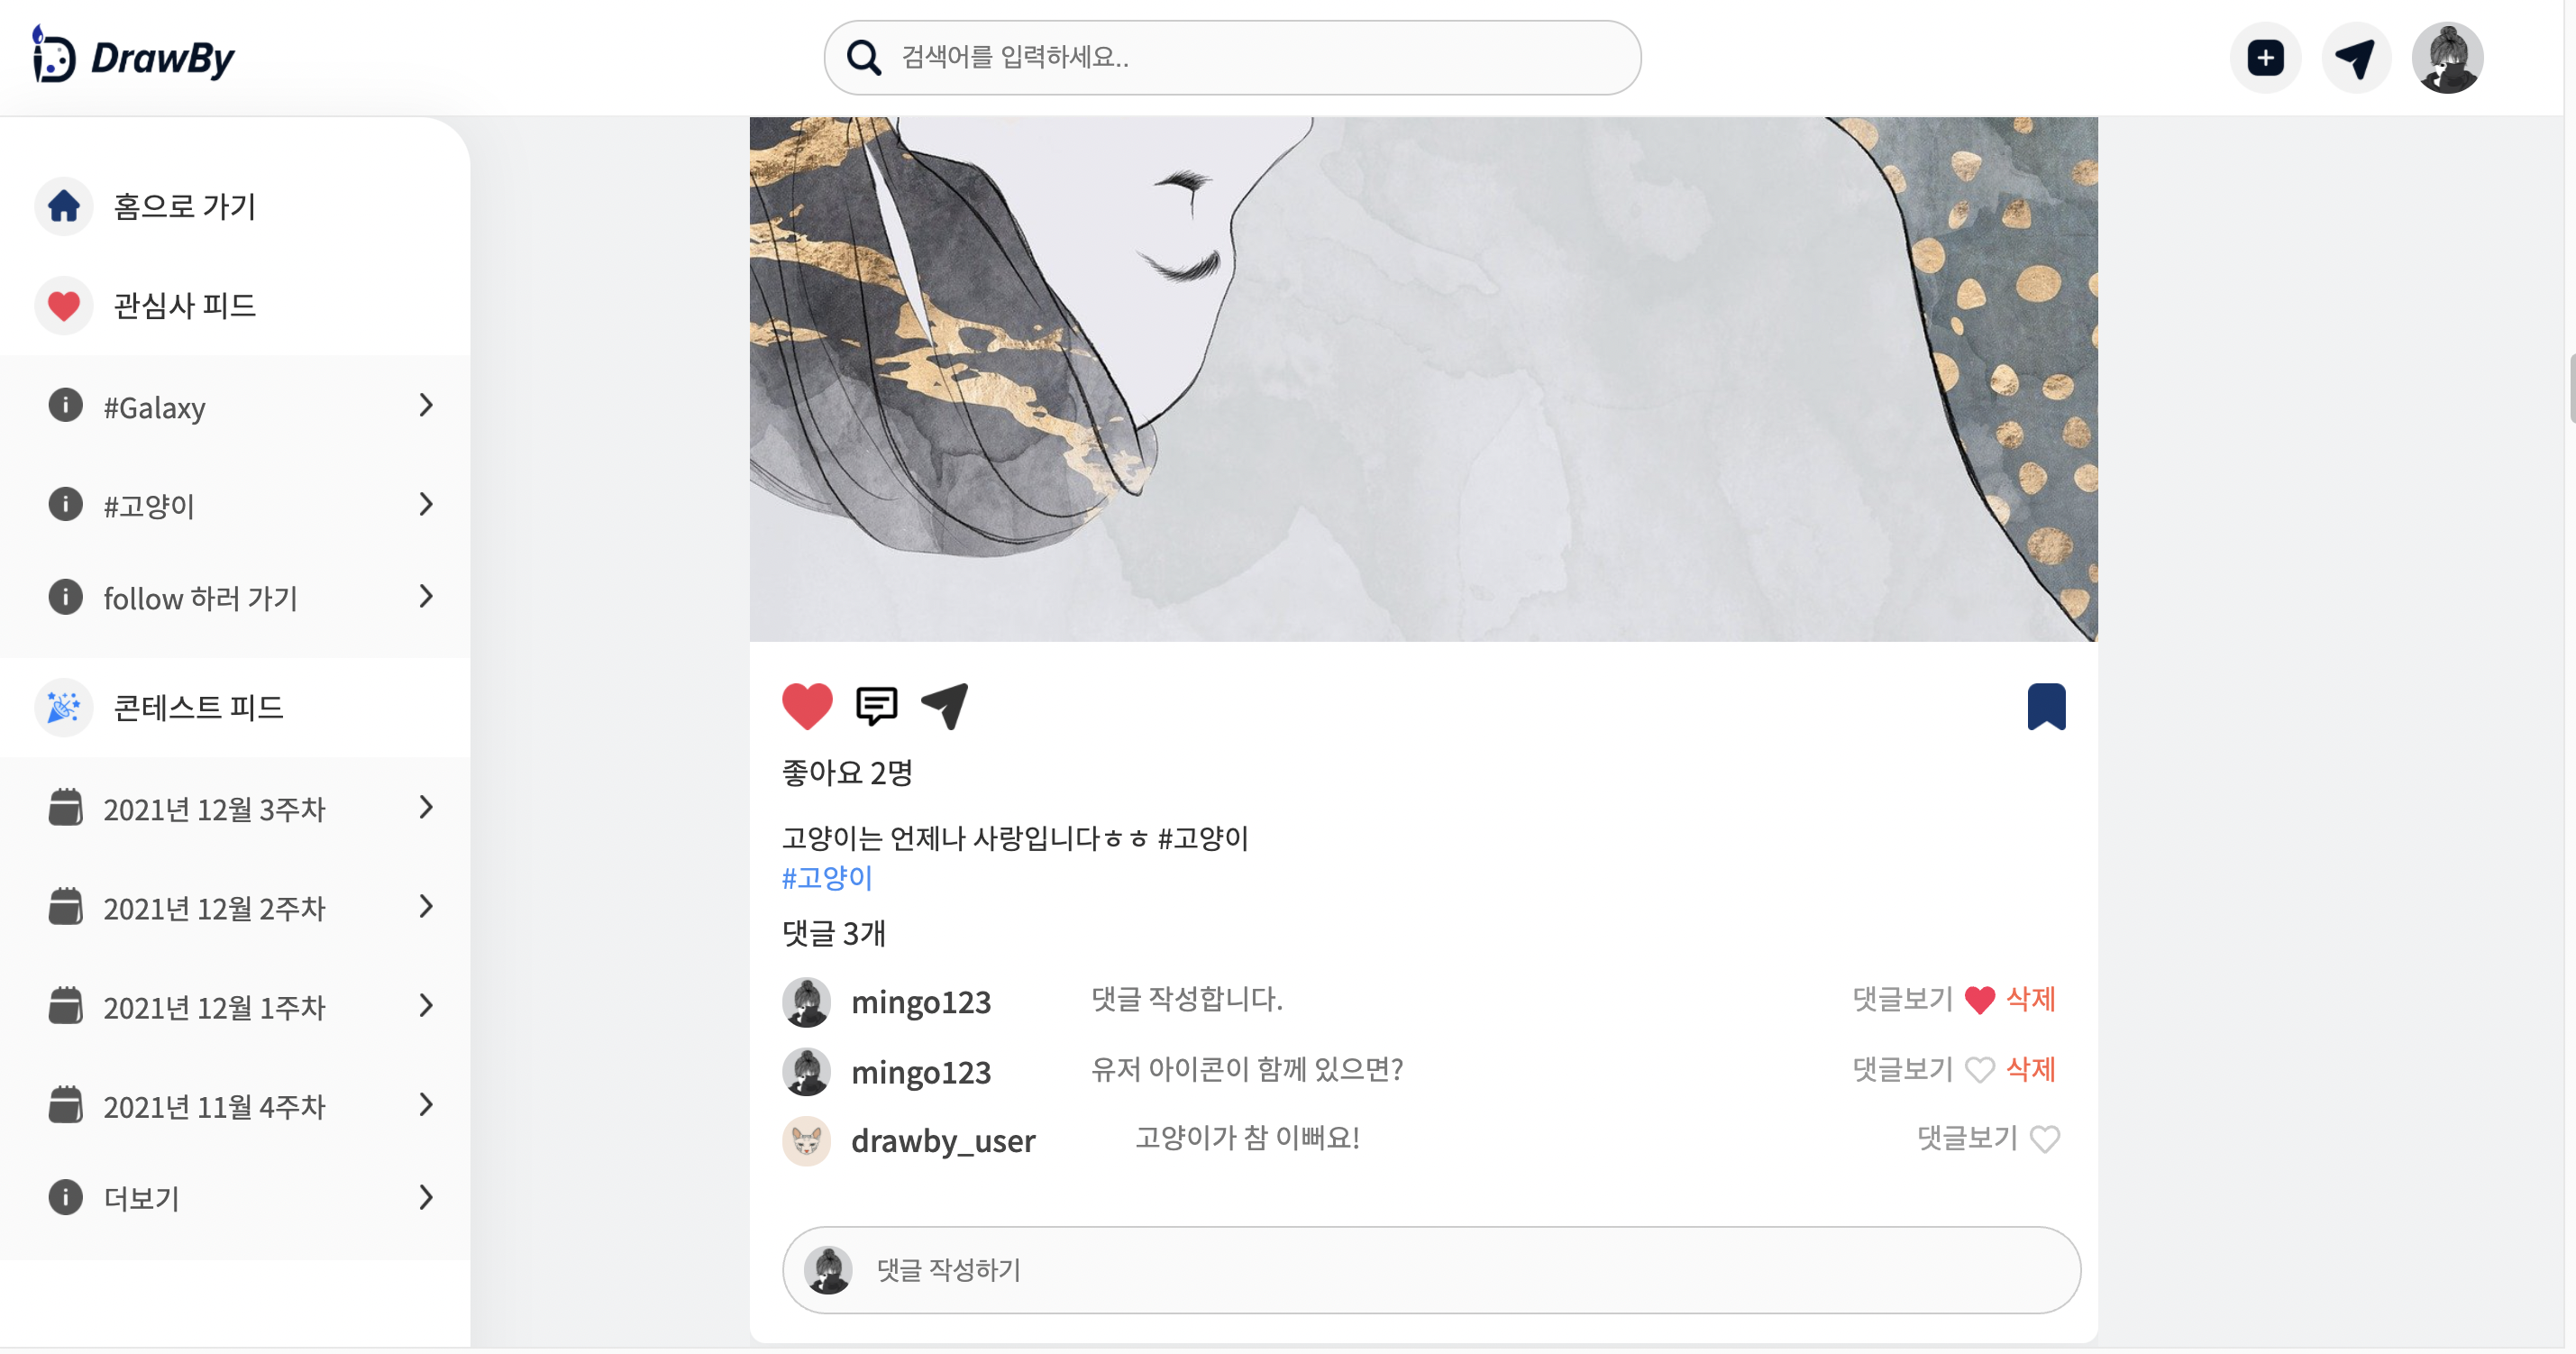 DrawBy
검색어를 입력하세요..
홈으로 가기
관심사 피드
#Galaxy
#고양이
follow 하러 가기
콘테스트 피드
2021년 12월 3주차
2021년 12월 2주차
2021년 12월 1주차
2021년 11월 4주차
더보기
좋아요 2명
고양이는 언제나 사랑입니다ㅎㅎ #고양이
#고양이
댓글 3개
mingo123 댓글 작성합니다. 댓글보기 삭제
mingo123 유저 아이콘이 함께 있으면? 댓글보기 삭제
drawby_user 고양이가 참 이뻐요! 댓글보기
댓글 작성하기